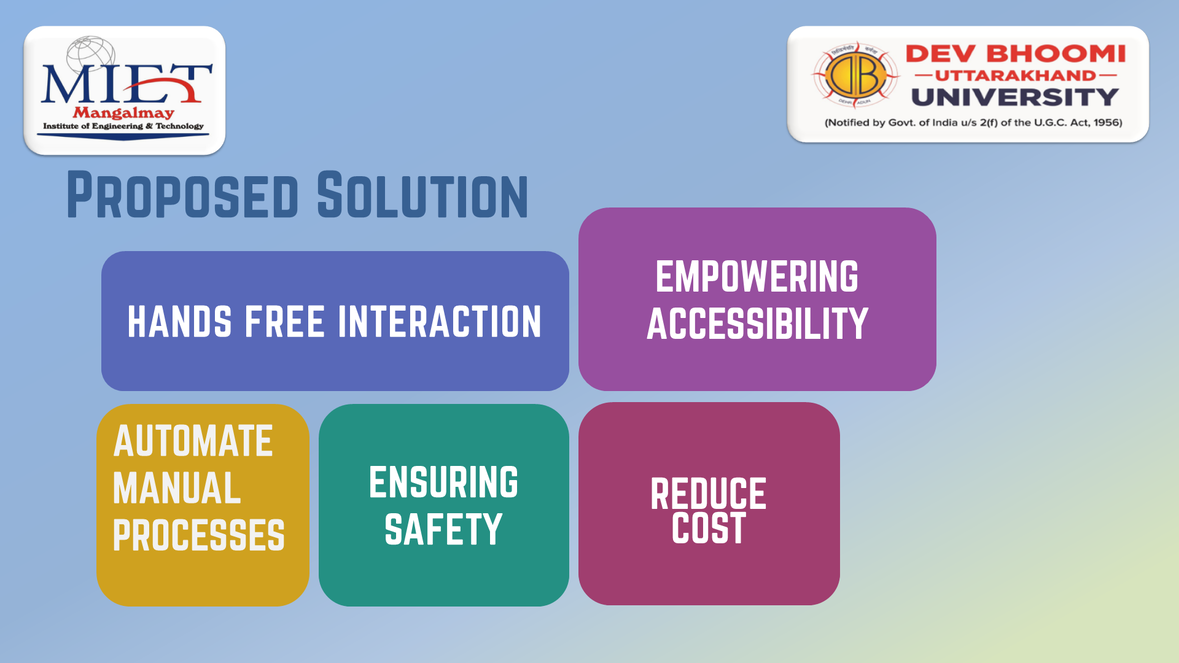 MIET
Mangalmay
Institute of Engineering & Technology
DEV BHOOMI
UTTARAKHAND
UNIVERSITY
(Notified by Govt. of India u/s 2(f) of the U.G.C. Act, 1956)
PROPOSED SOLUTION
HANDS FREE INTERACTION
EMPOWERING
ACCESSIBILITY
AUTOMATE
MANUAL
PROCESSES
ENSURING
SAFETY
REDUCE
COST